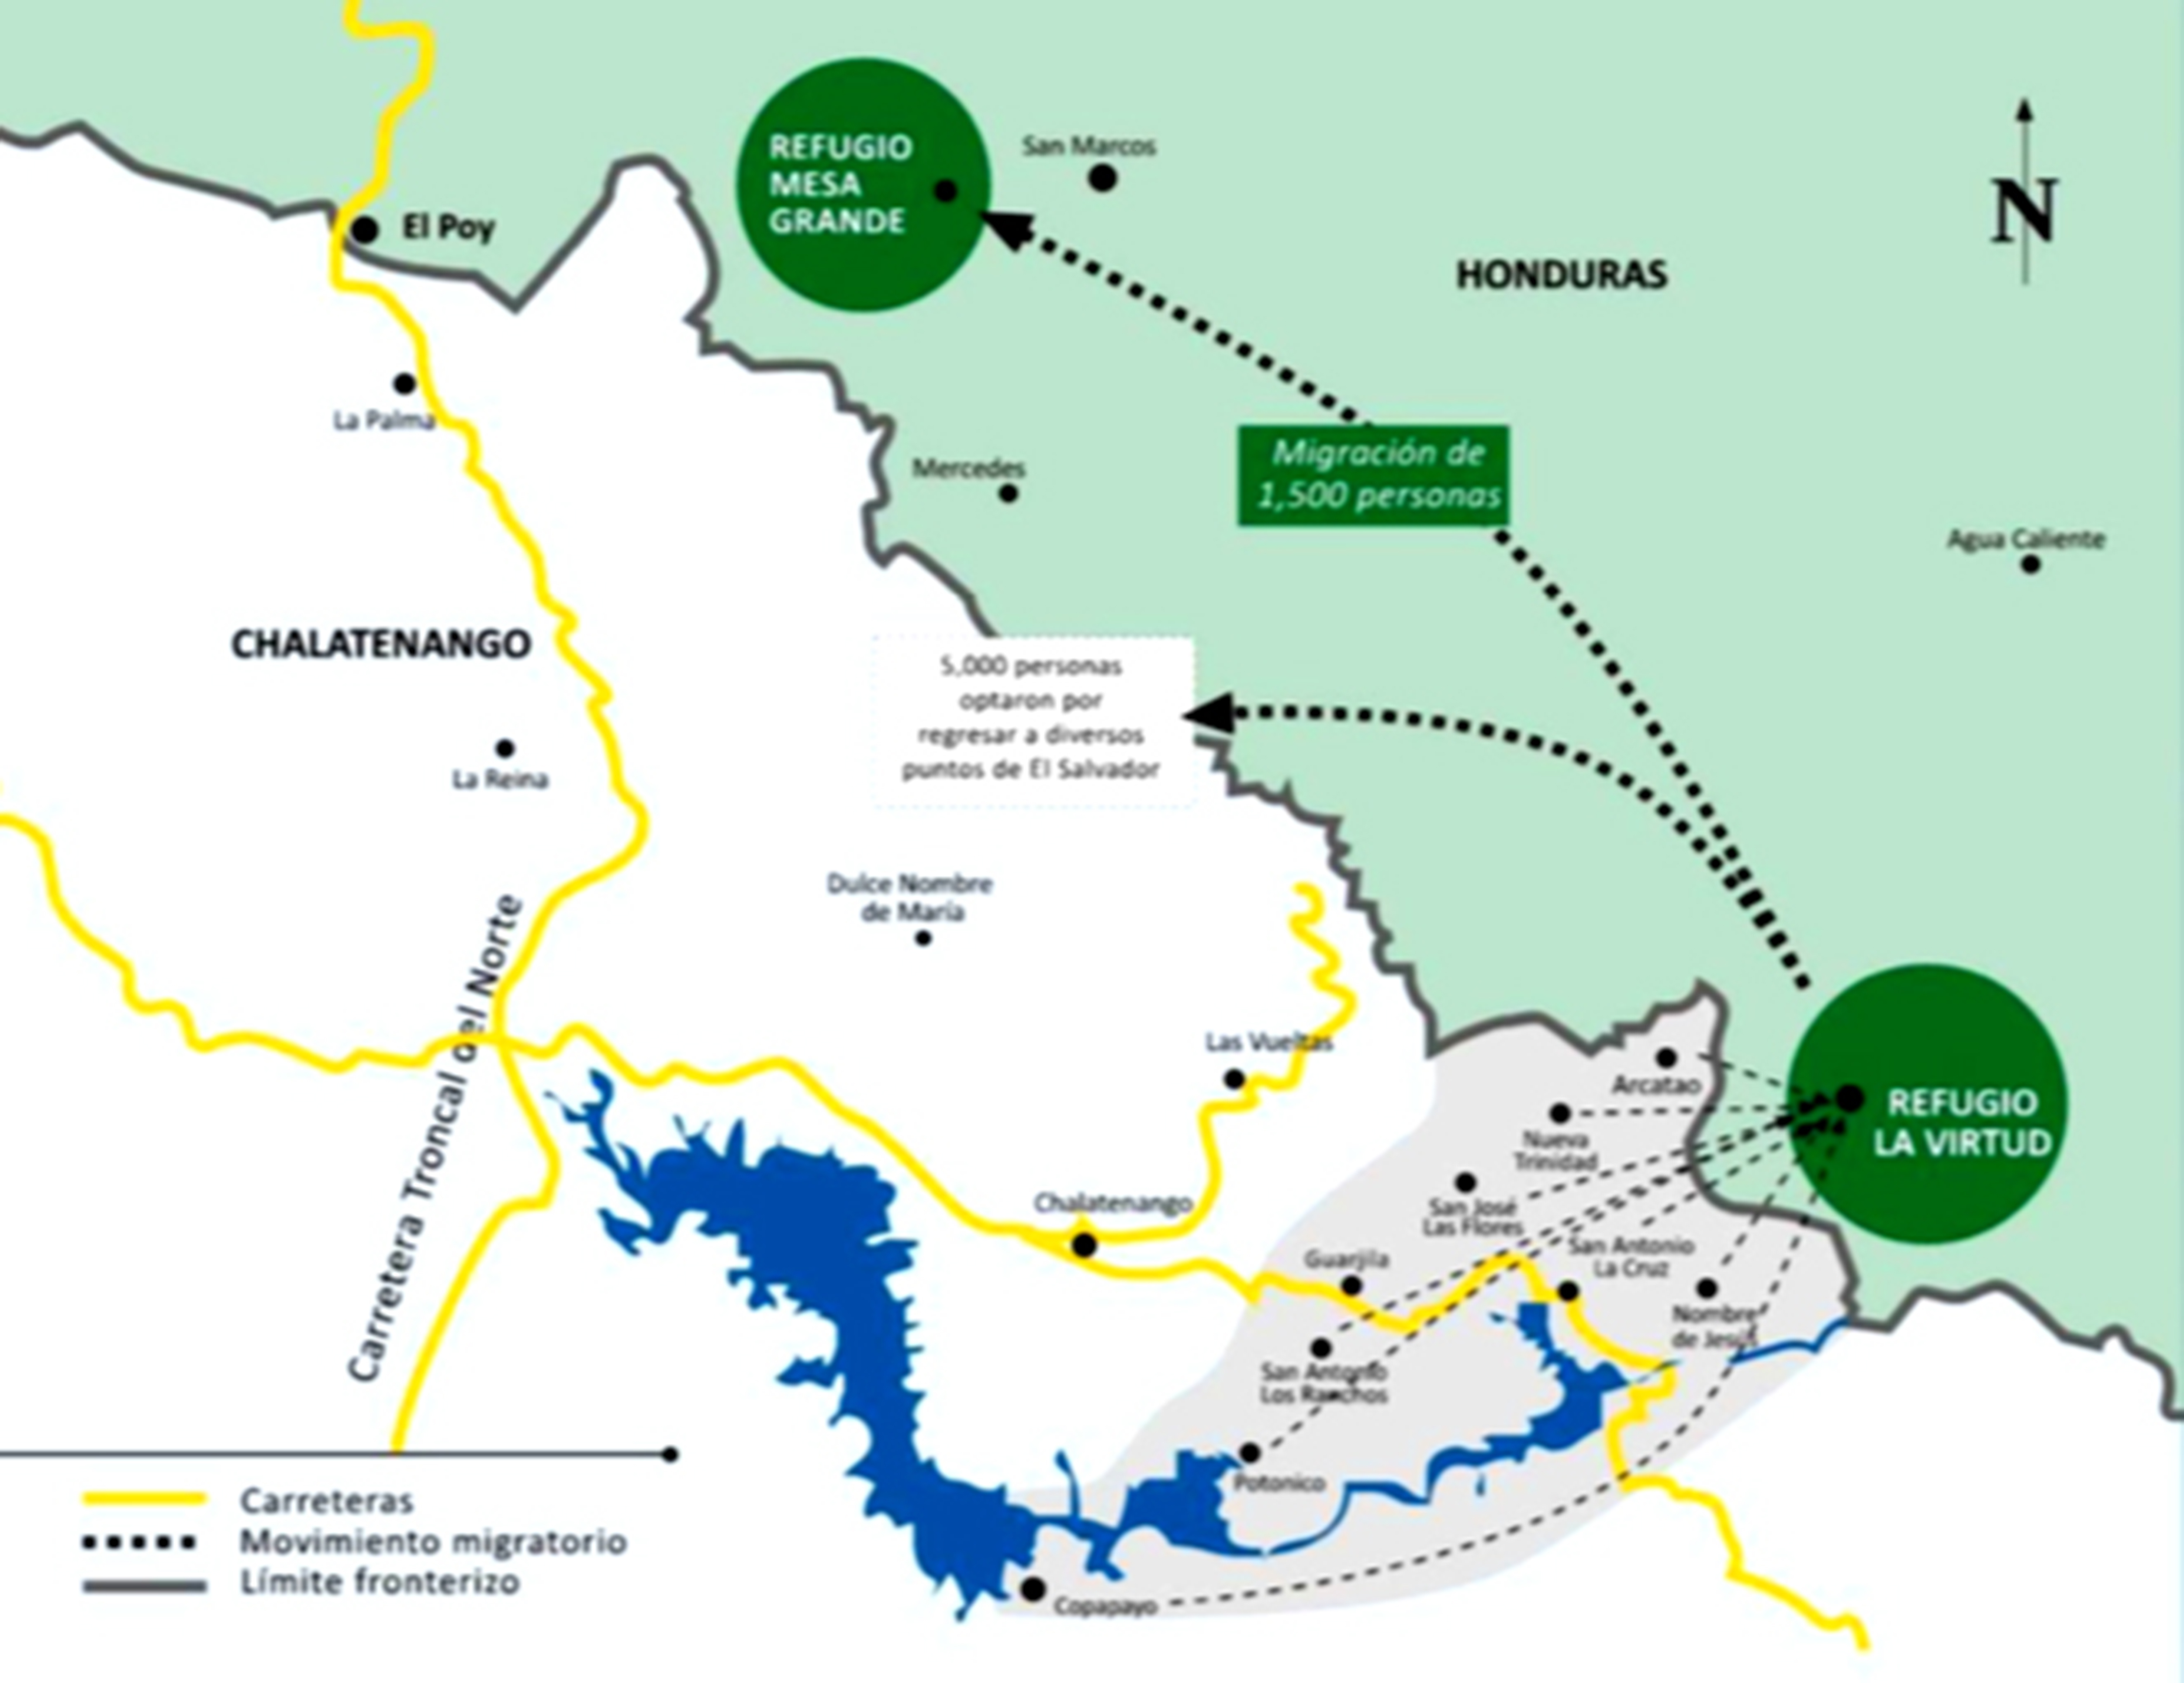 REFUGIO
MESA
GRANDE
San Marcos
N
El Poy
HONDURAS
La Palma
Mercedes
Migración de
1,500 personas
Agua Caliente
CHALATENANGO
5,000 personas
optaron por
regresar a diversos
puntos de El Salvador
La Reina
Dulce Nombre
de María
Carretera Troncal del Norte
Las Vueltas
Arcatao
REFUGIO
LA VIRTUD
Nueva
Trinidad
Chalatenango
San José
Las Flores
Guarjila
San Antonio
La Cruz
Nombre
de Jesús
San Antonio
Los Ranchos
Potonico
Copapayo
Carreteras
Movimiento migratorio
Límite fronterizo